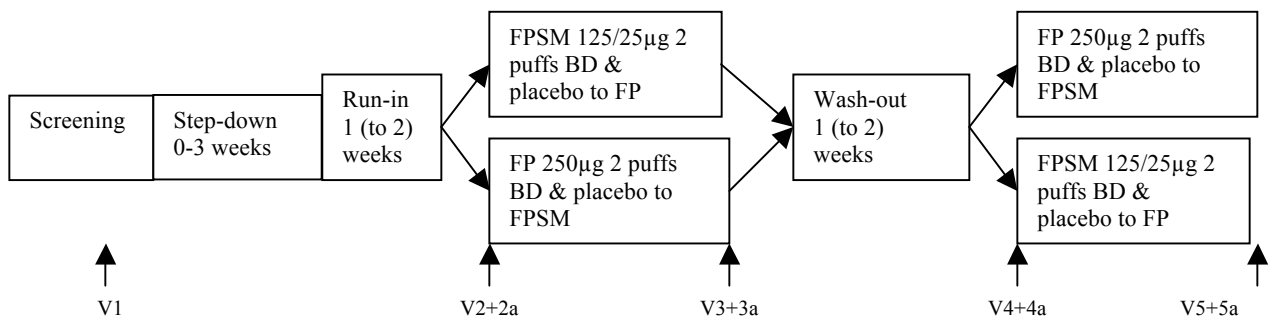 Screening
Step-down
0-3 weeks
Run-in
1 (to 2)
weeks
FPSM 125/25µg 2
puffs BD &
placebo to FP
FP 250µg 2 puffs
BD & placebo to
FPSM
Wash-out
1 (to 2)
weeks
FP 250µg 2 puffs
BD & placebo to
FPSM
FPSM 125/25µg 2
puffs BD &
placebo to FP
V1
V2+2a
V3+3a
V4+4a
V5+5a